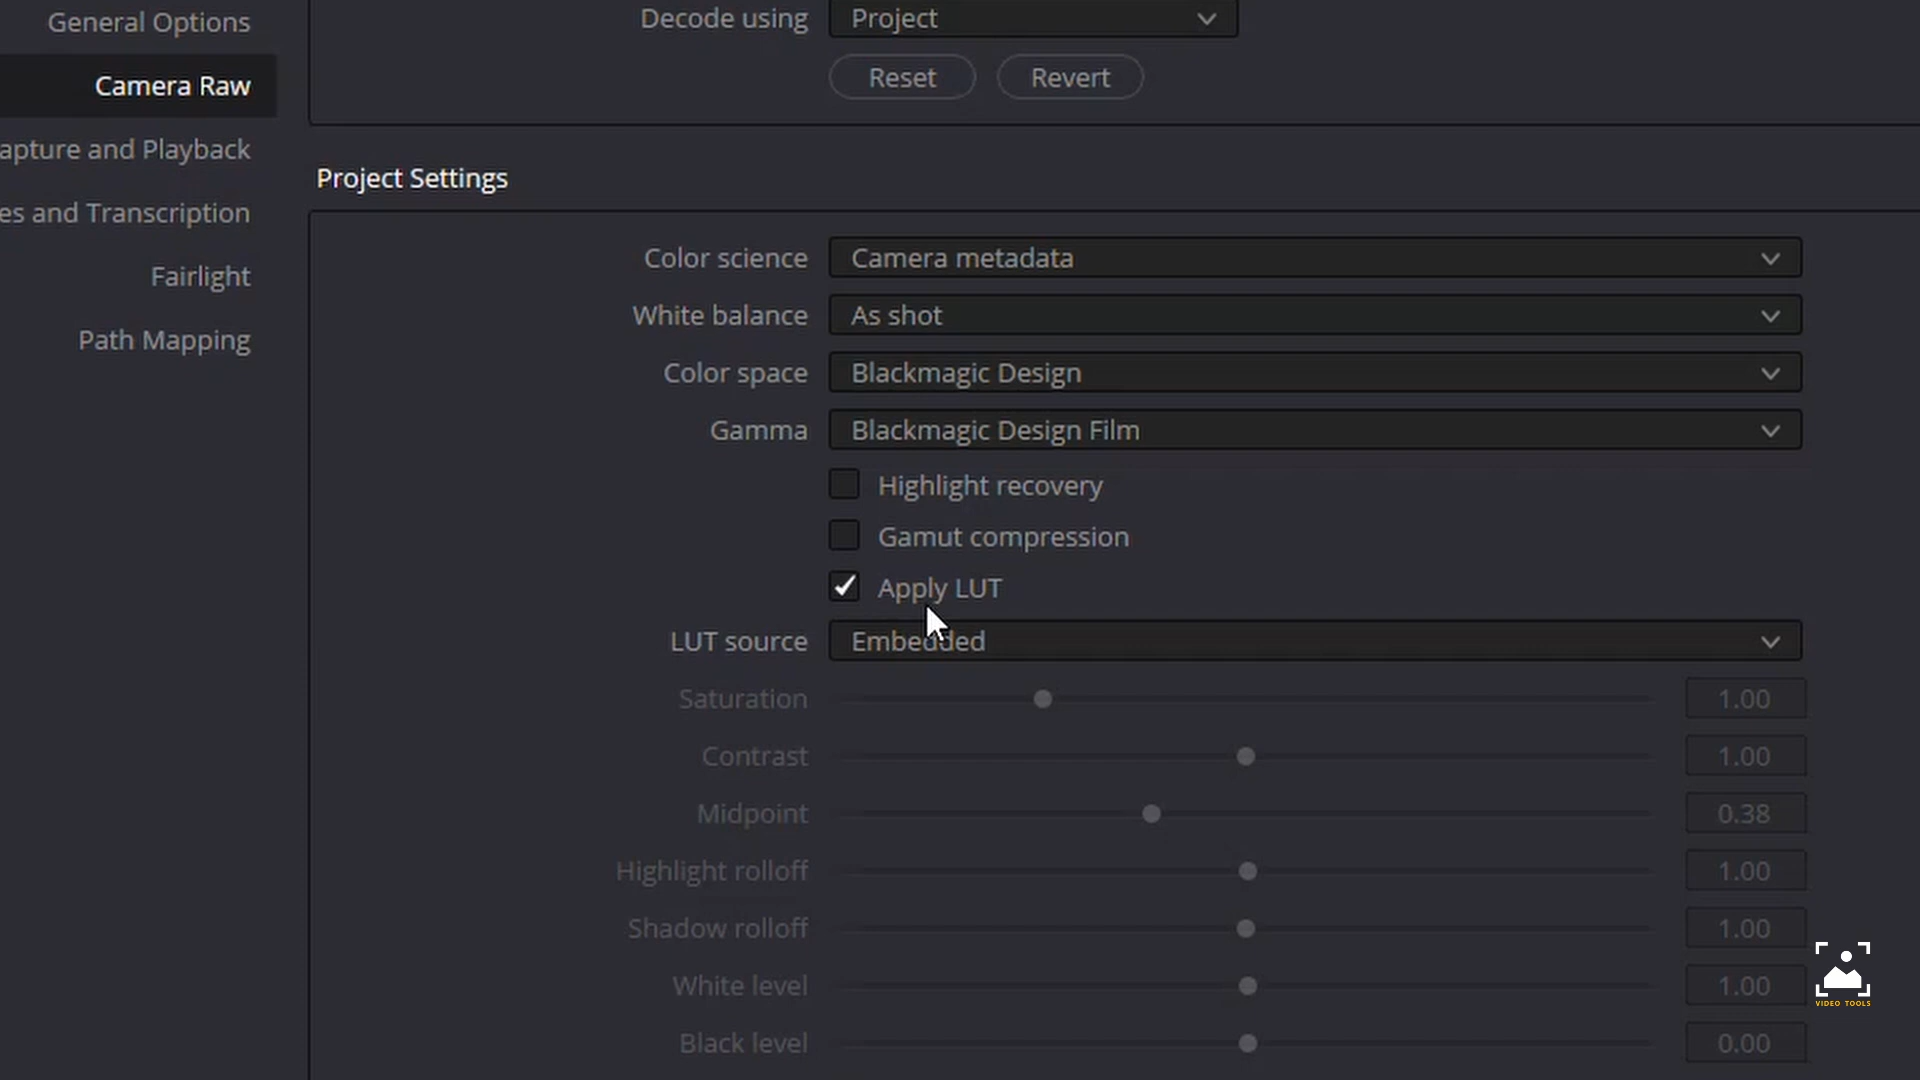 General Options
Camera Raw
apture and Playback
es and Transcription
Fairlight
Path Mapping
Decode using Project
Reset Revert
Project Settings
Color science Camera metadata
White balance As shot
Color space Blackmagic Design
Gamma Blackmagic Design Film
Highlight recovery
Gamut compression
Apply LUT
LUT source Embedded
Saturation 1.00
Contrast 1.00
Midpoint 0.38
Highlight rolloff 1.00
Shadow rolloff 1.00
White level 1.00
Black level 0.00
VIDEO TOOLS